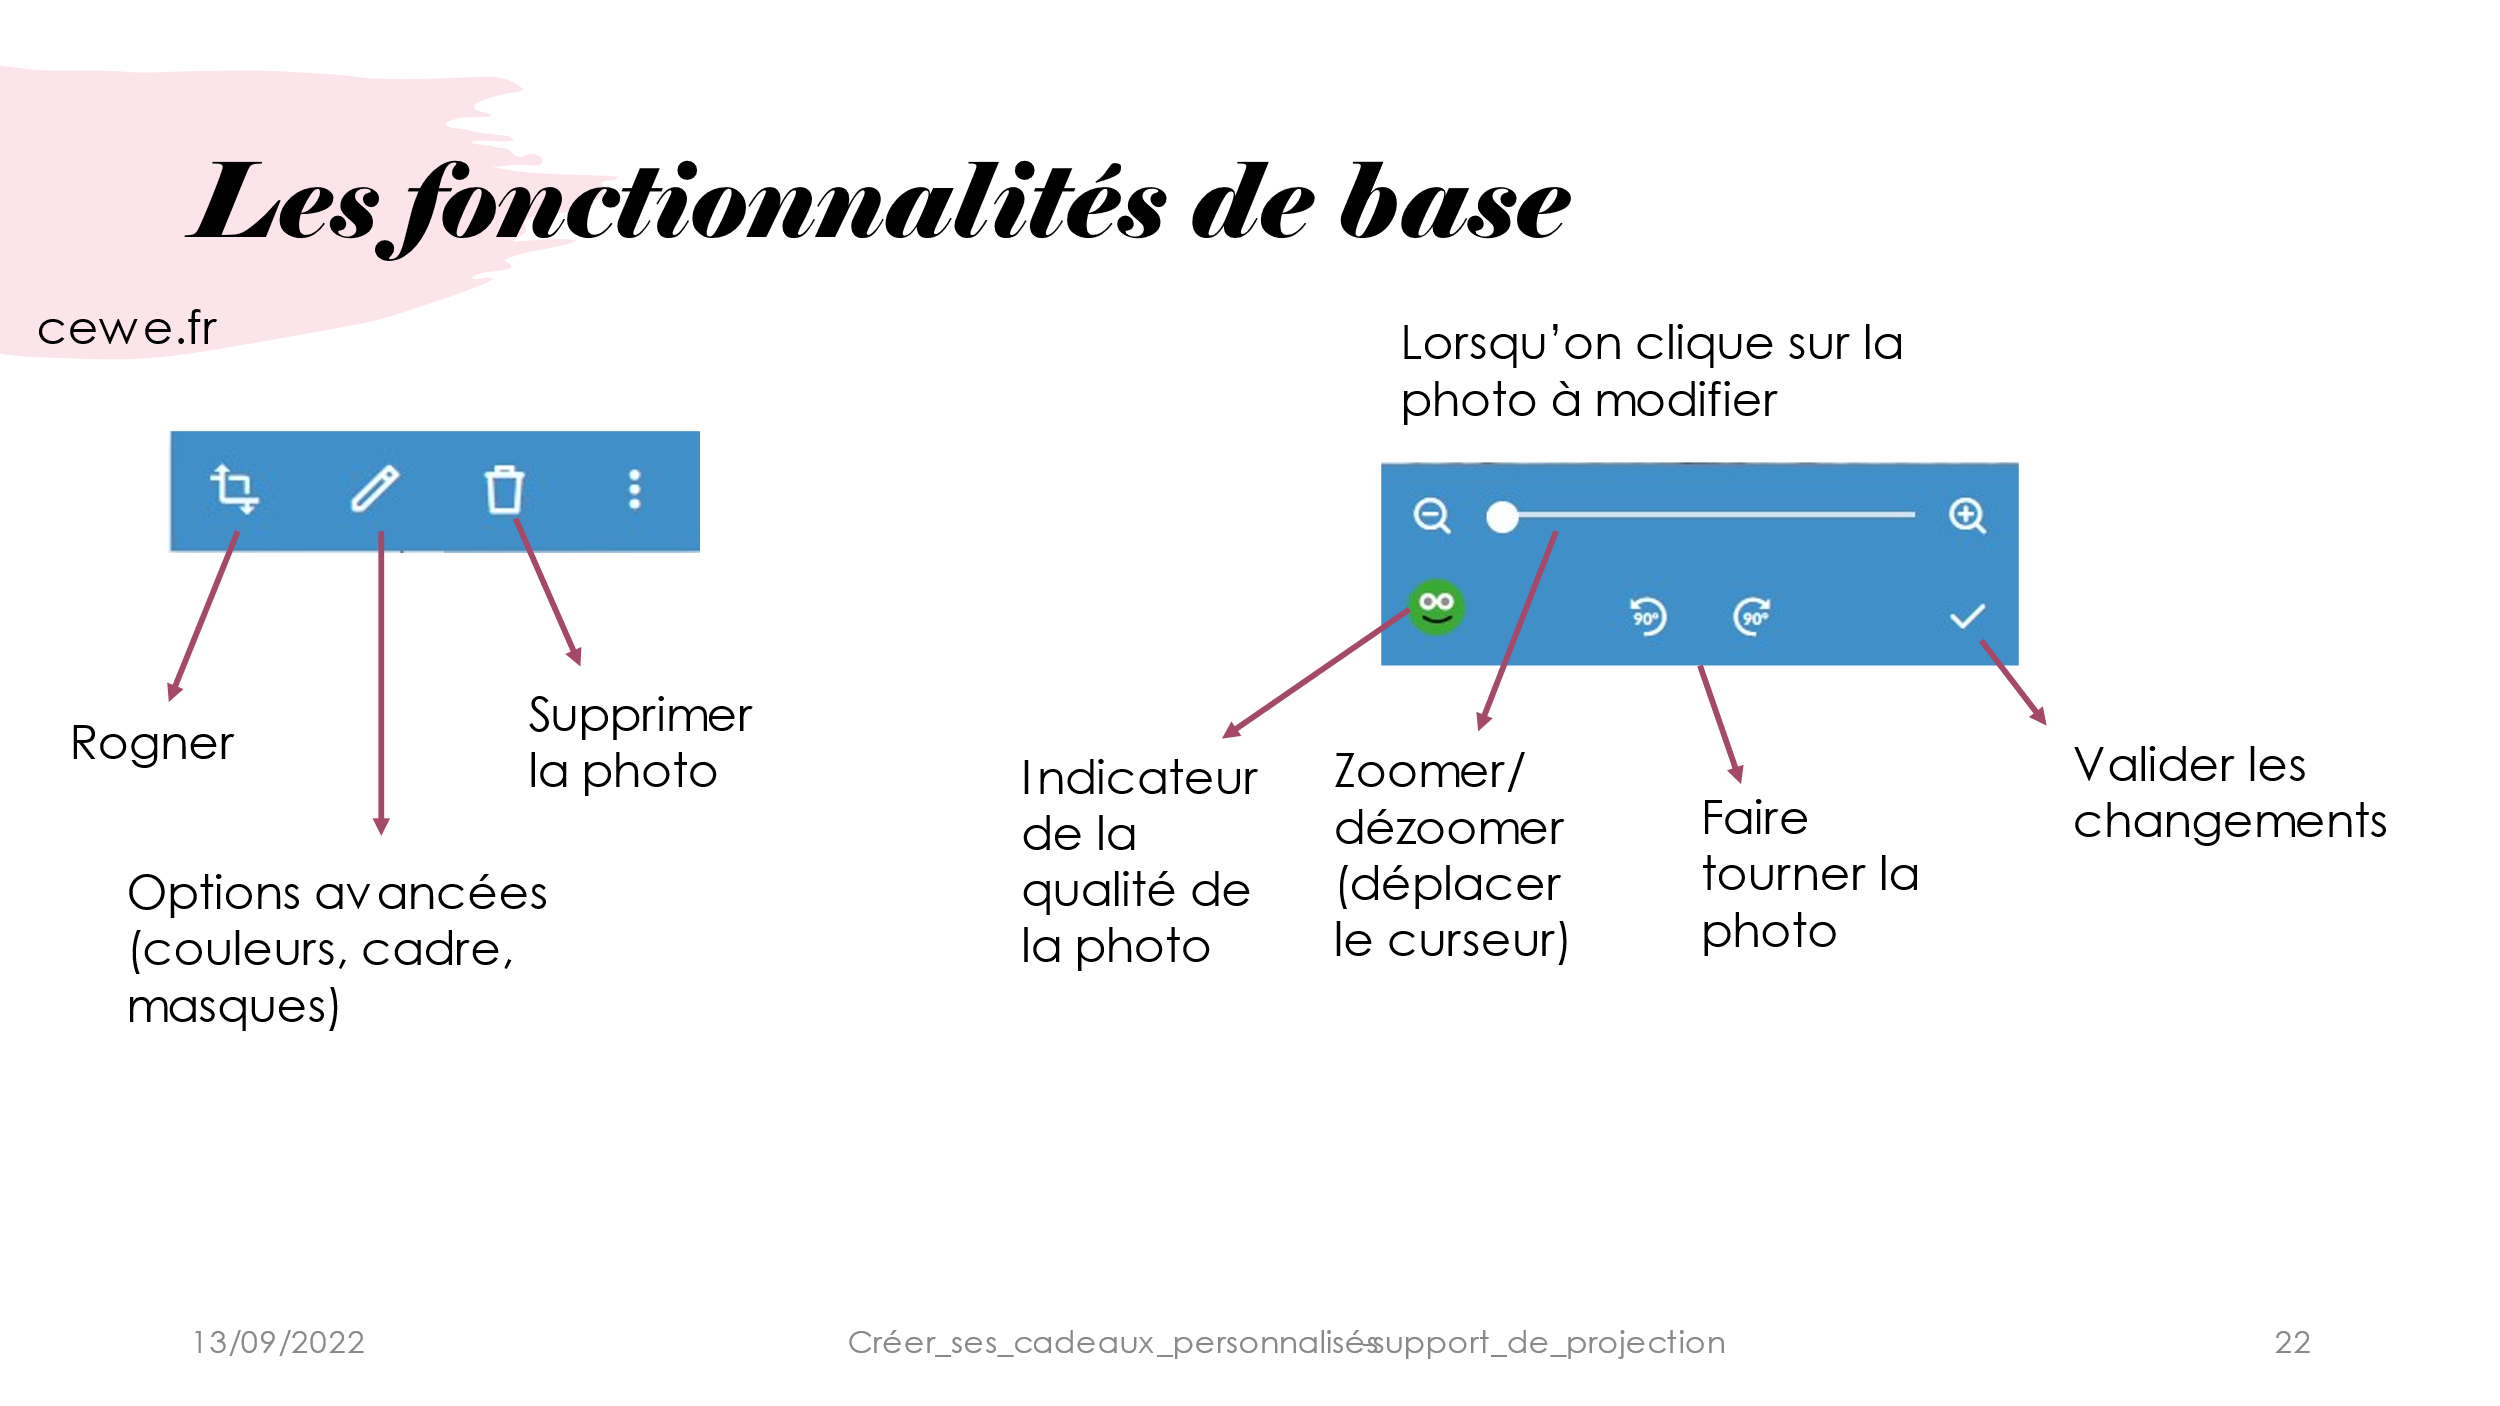 Les fonctionnalités de base
cewe.fr
Lorsqu’on clique sur la
photo à modifier
90°
90°
Rogner
Supprimer
la photo
Options avancées
(couleurs, cadre,
masques)
Indicateur
de la
qualité de
la photo
Zoomer/
dézoomer
(déplacer
le curseur)
Faire
tourner la
photo
Valider les
changements
13/09/2022
Créer_ses_cadeaux_personnalisés-support_de_projection
22